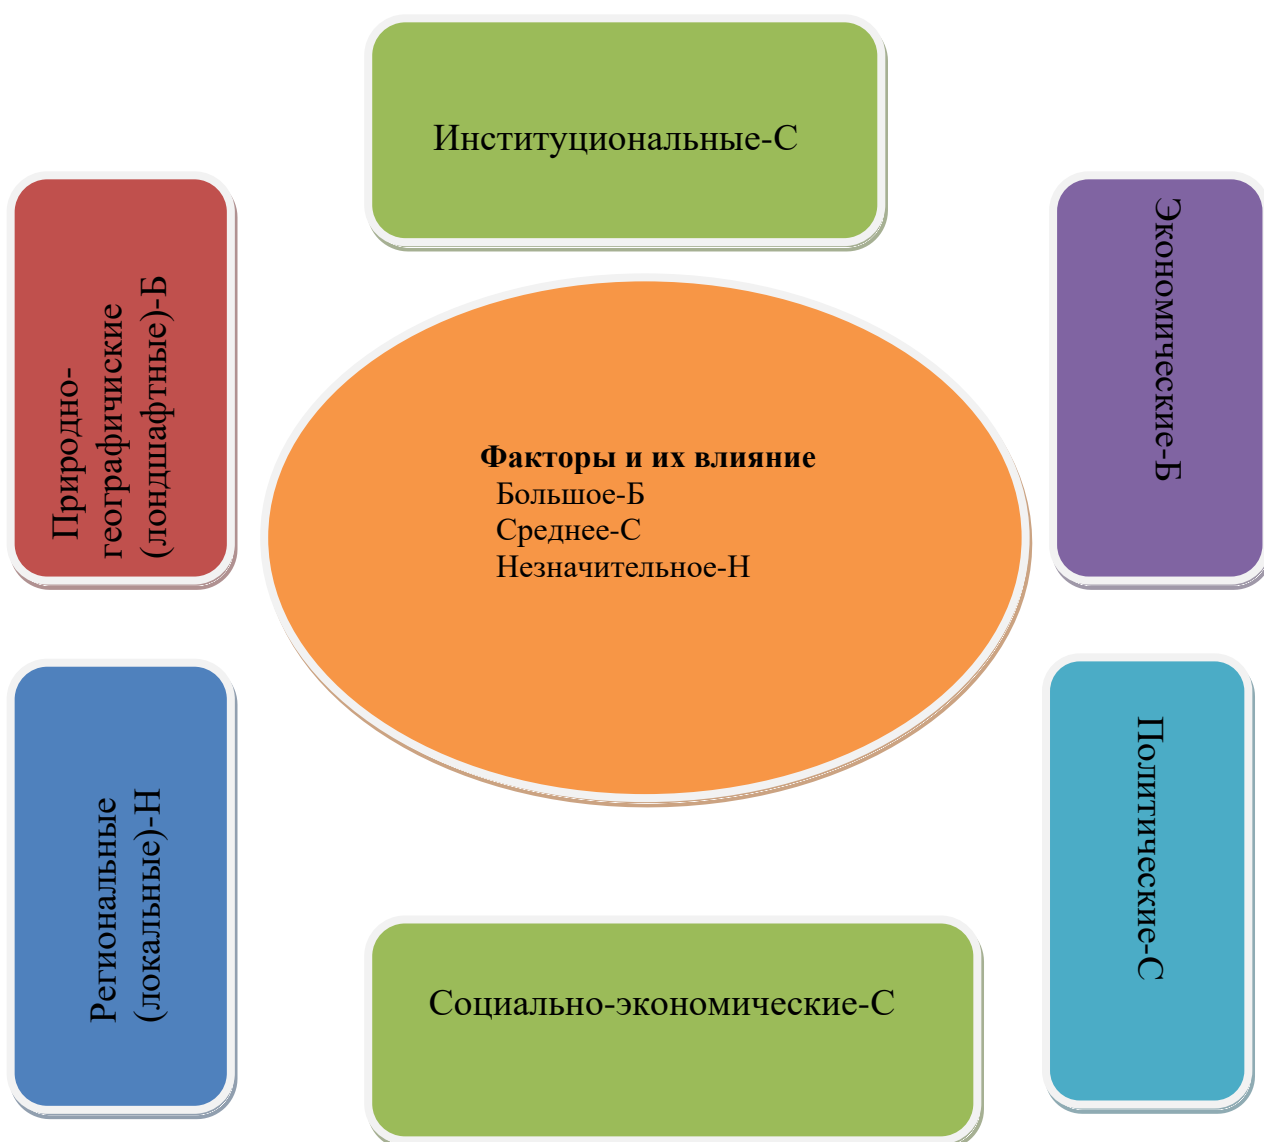 Институциональные-С
Природно-
географичиские
(лондшафтные)-Б
Экономические-Б
Факторы и их влияние
Большое-Б
Среднее-С
Незначительное-Н
Региональные
(локальные)-Н
Политические-С
Социально-экономические-С